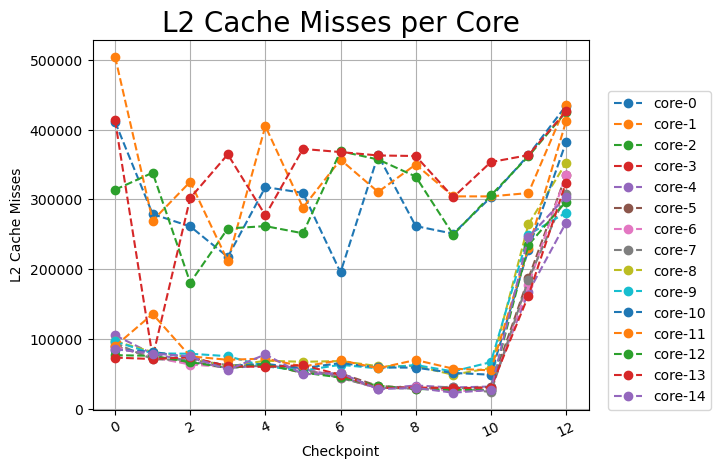 L2 Cache Misses per Core
500000
400000
300000
200000
100000
0
L2 Cache Misses
0
2
4
6
8
10
12
Checkpoint
core-0
core-1
core-2
core-3
core-4
core-5
core-6
core-7
core-8
core-9
core-10
core-11
core-12
core-13
core-14